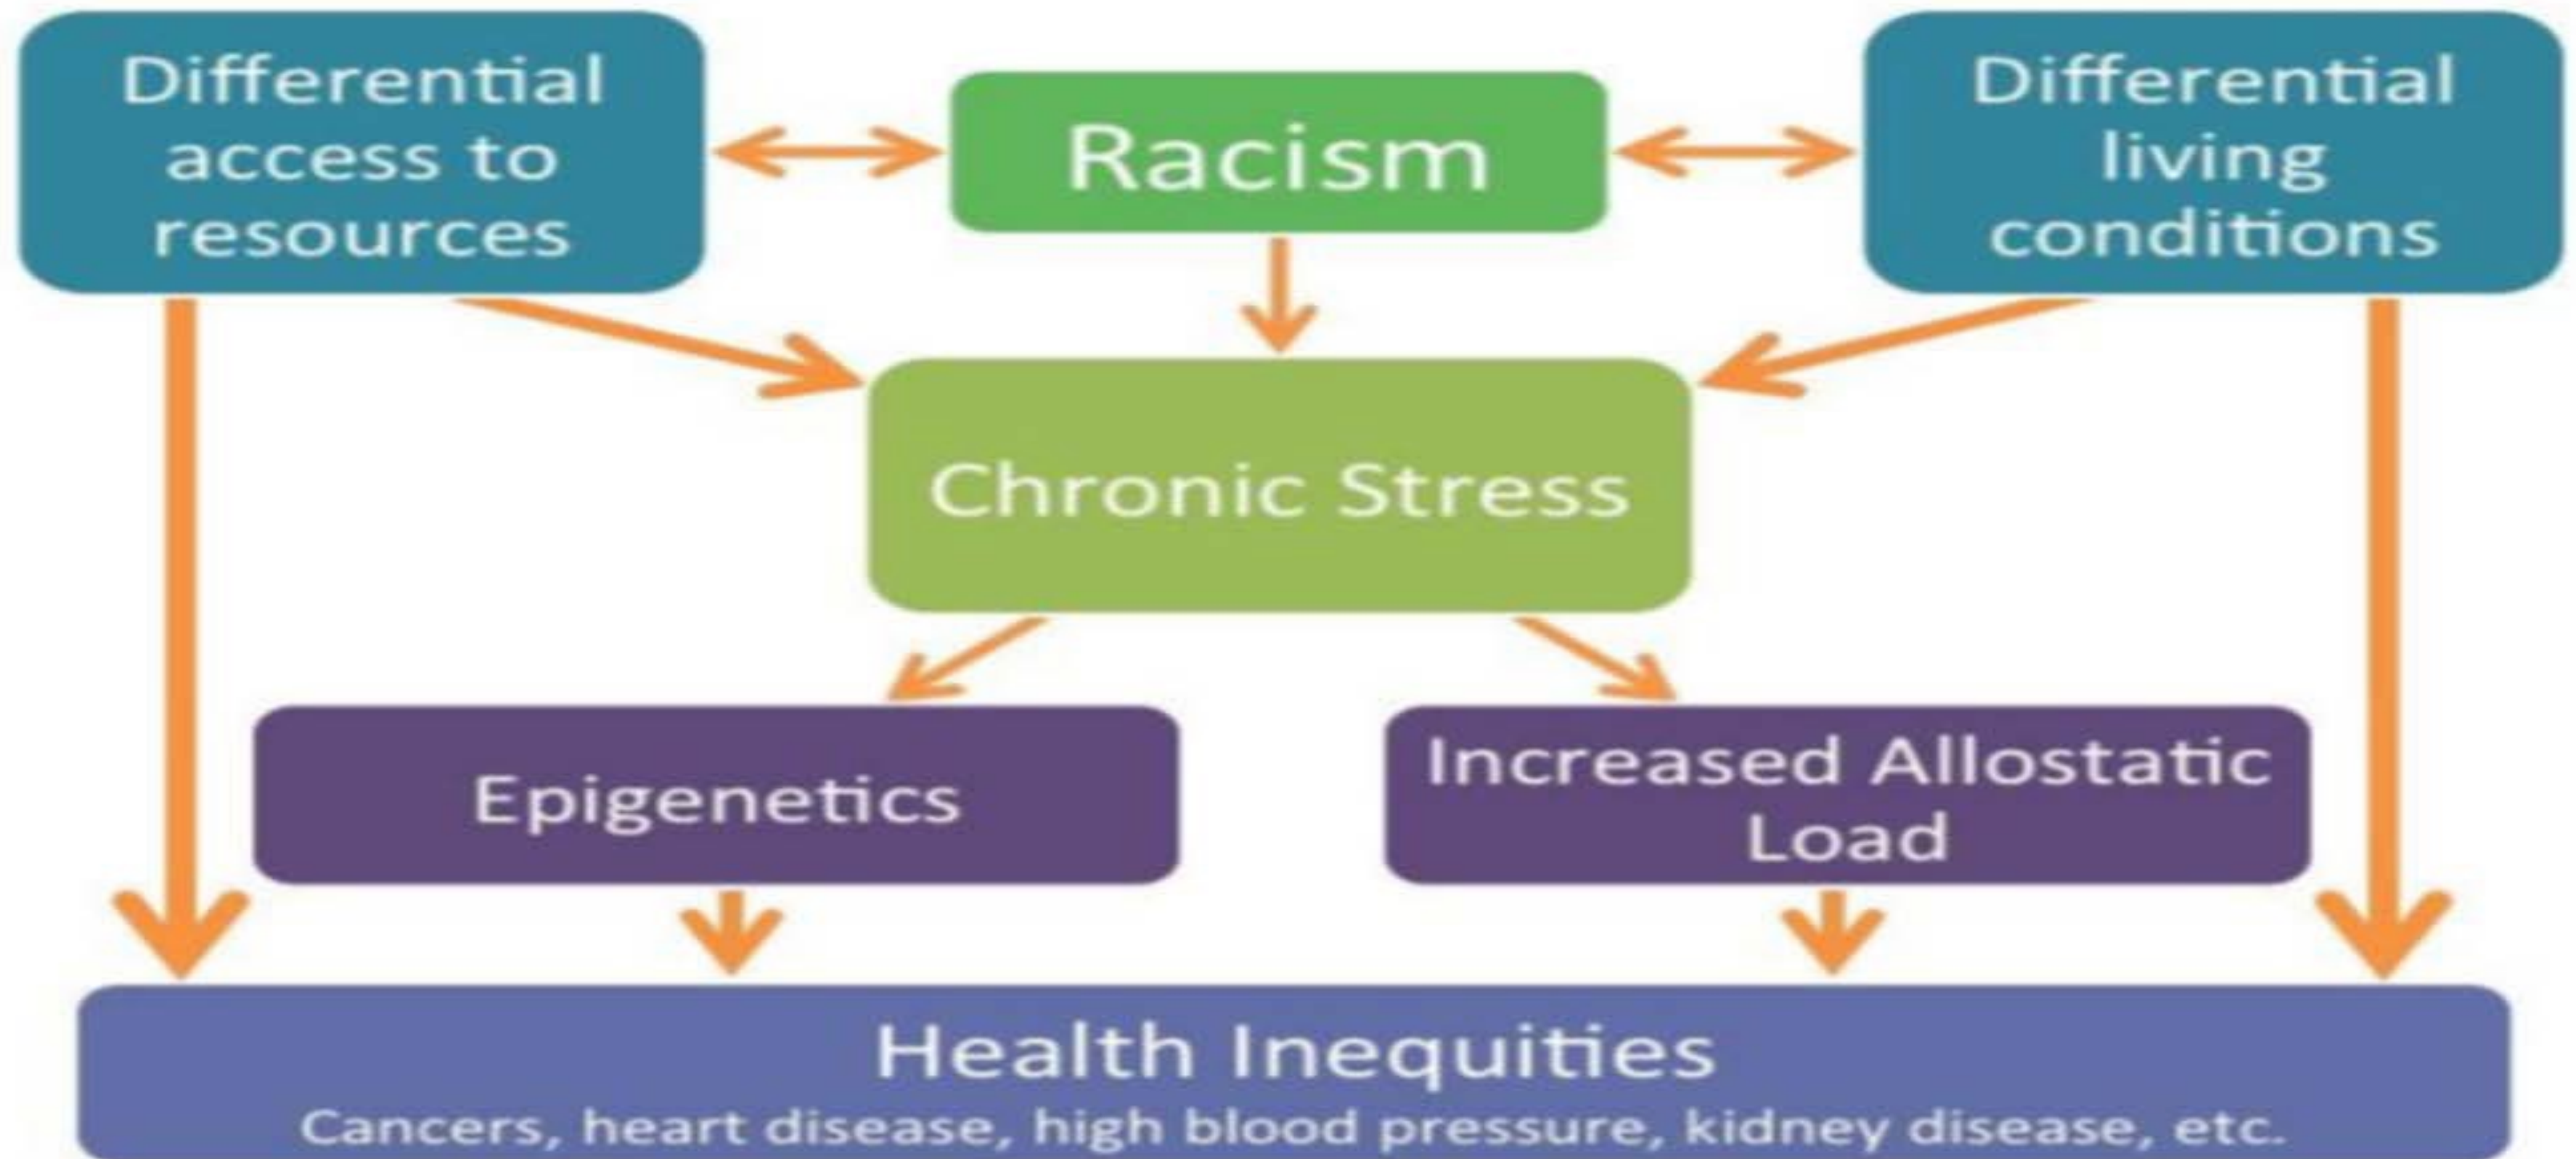 Differential
access to
resources
Racism
Differential
living
conditions
Chronic Stress
Epigenetics
Increased Allostatic
Load
Health Inequities
Cancers, heart disease, high blood pressure, kidney disease, etc.